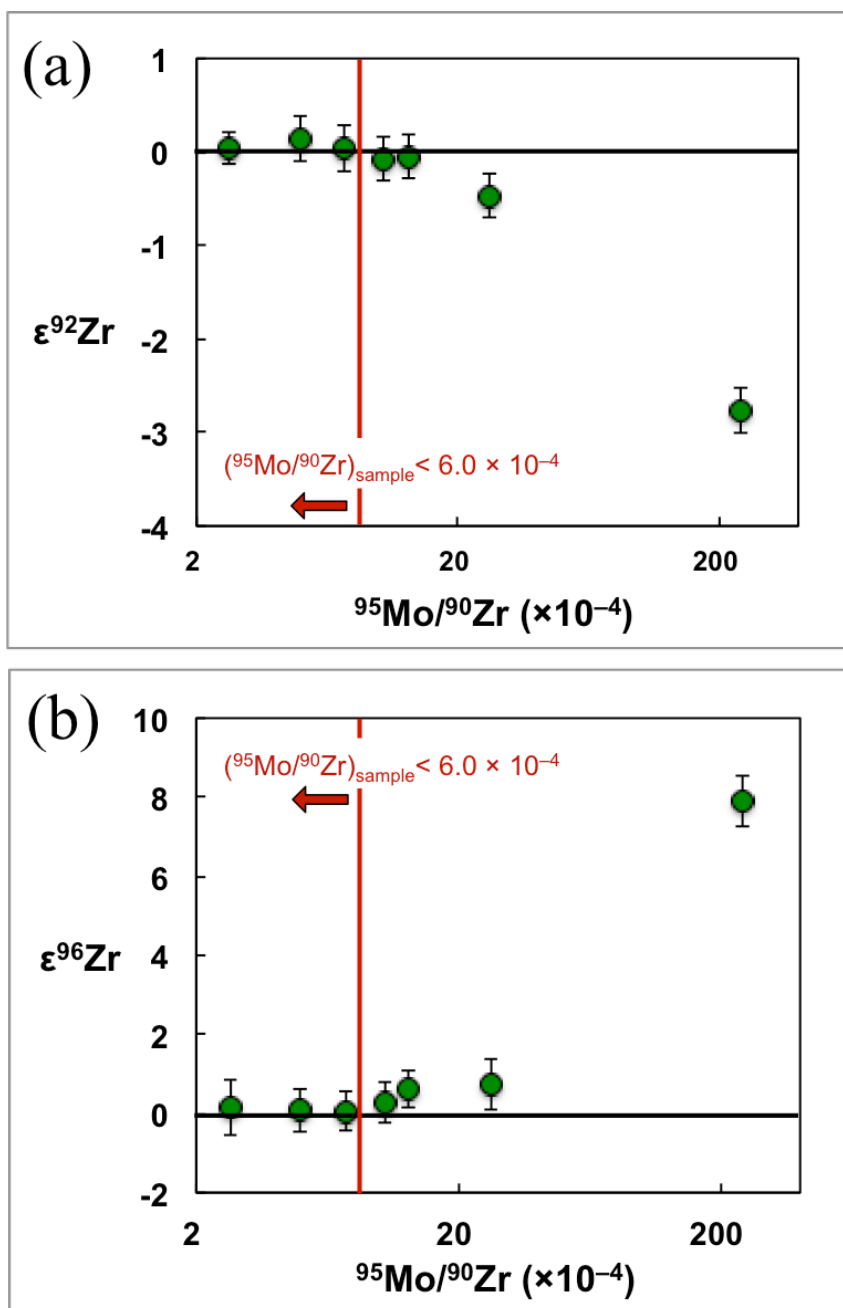 (a)
1
0
-1
ε⁹²Zr
-2
-3
(⁹⁵Mo/⁹⁰Zr)sample< 6.0 × 10⁻⁴
-4
2
20
200
⁹⁵Mo/⁹⁰Zr (×10⁻⁴)
(b)
10
(⁹⁵Mo/⁹⁰Zr)sample< 6.0 × 10⁻⁴
8
6
ε⁹⁶Zr
4
2
0
-2
2
20
200
⁹⁵Mo/⁹⁰Zr (×10⁻⁴)